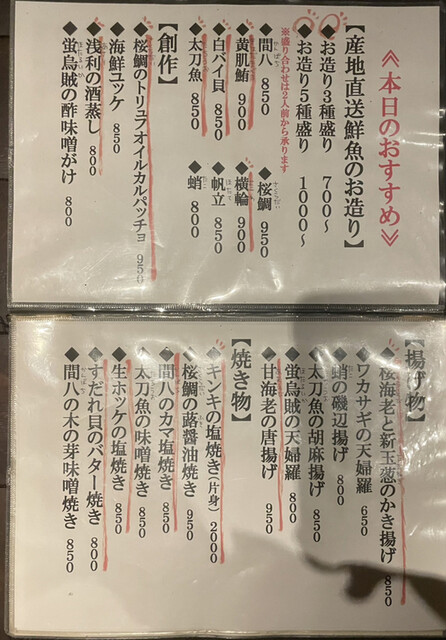 ≪本日のおすすめ≫
【産地直送鮮魚のお造り】
◆お造り3種盛り 700〜
◆お造り5種盛り 1000〜
※盛り合わせは2人前から承ります
◆間八 850
◆桜鯛 950
◆黄肌鮪 900
◆横輪 900
◆白バイ貝 850
◆帆立 850
◆太刀魚 850
◆蛸 800
【創作】
◆桜鯛のトリュフオイルカルパッチョ 950
◆海鮮ユッケ 850
◆浅利の酒蒸し 800
◆蛍烏賊の酢味噌がけ 800
【揚げ物】
◆桜海老と新玉葱のかき揚げ 850
◆ワカサギの天婦羅 650
◆蛸の磯辺揚げ 800
◆太刀魚の胡麻揚げ 850
◆蛍烏賊の天婦羅 800
◆甘海老の唐揚げ 950
【焼き物】
◆キンキの塩焼き(片身) 2000
◆桜鯛の蕗醤油焼き 950
◆間八のカマ塩焼き 850
◆太刀魚の味噌焼き 850
◆生ホッケの塩焼き 850
◆すだれ貝のバター焼き 800
◆間八の木の芽味噌焼き 850